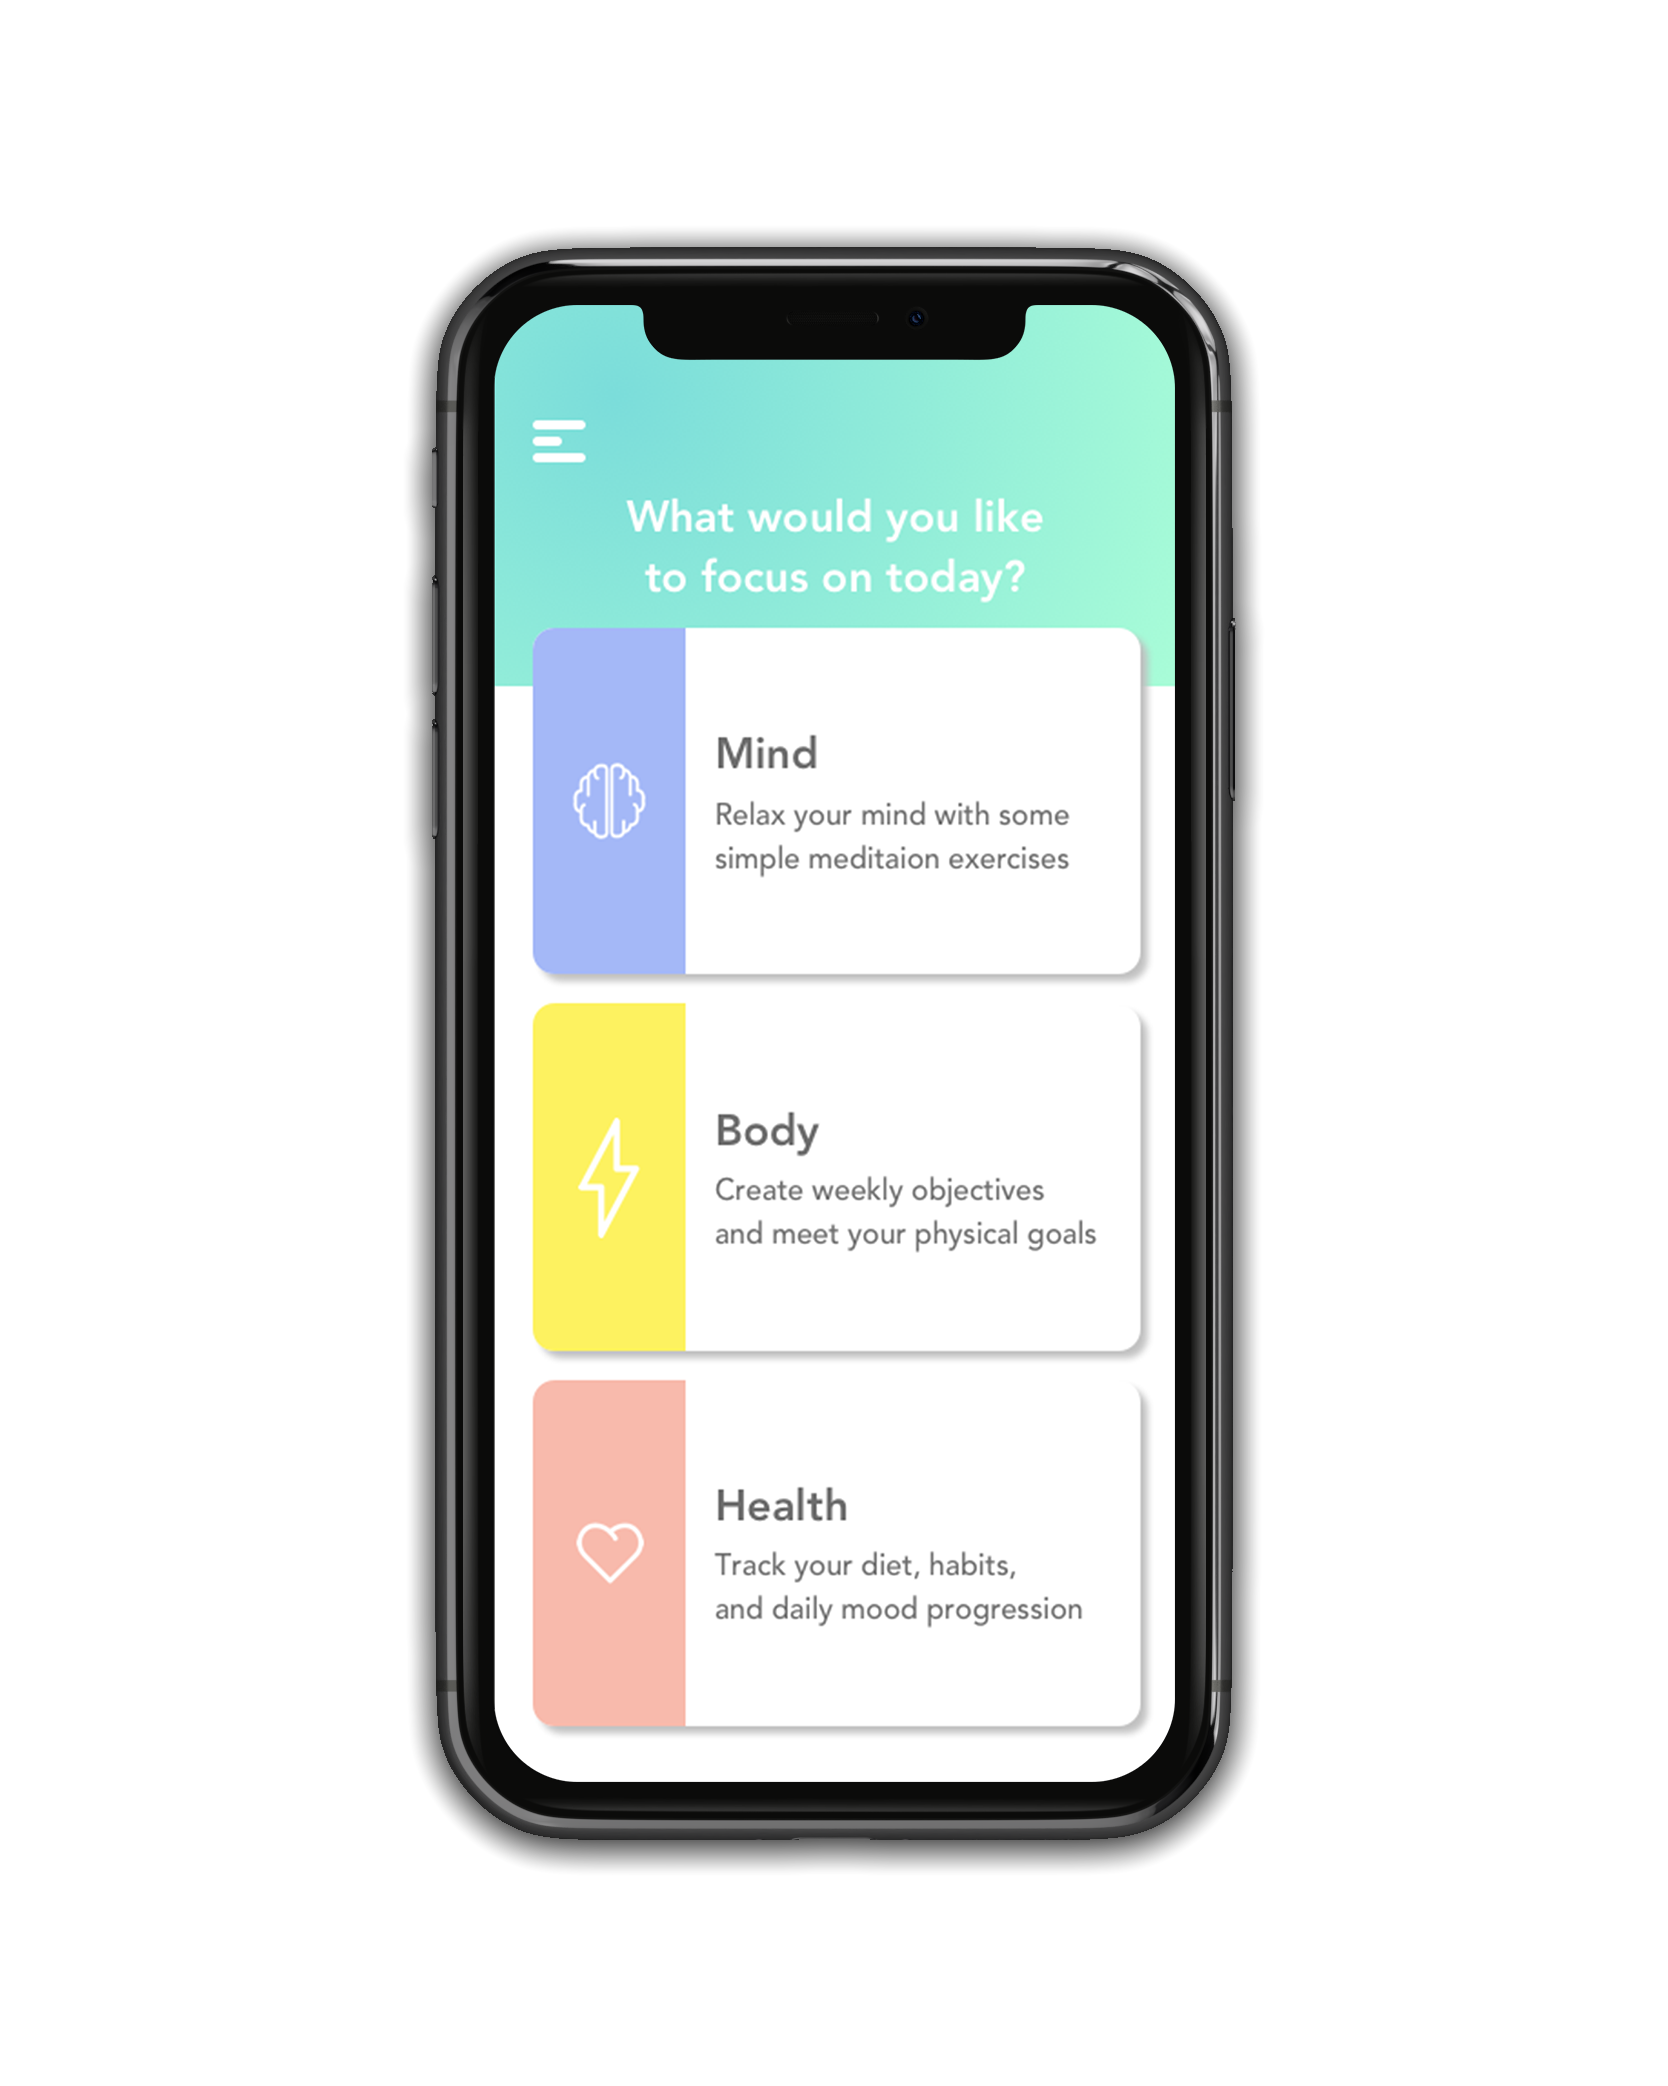 What would you like
to focus on today?
Mind
Relax your mind with some
simple meditaion exercises
Body
Create weekly objectives
and meet your physical goals
Health
Track your diet, habits,
and daily mood progression